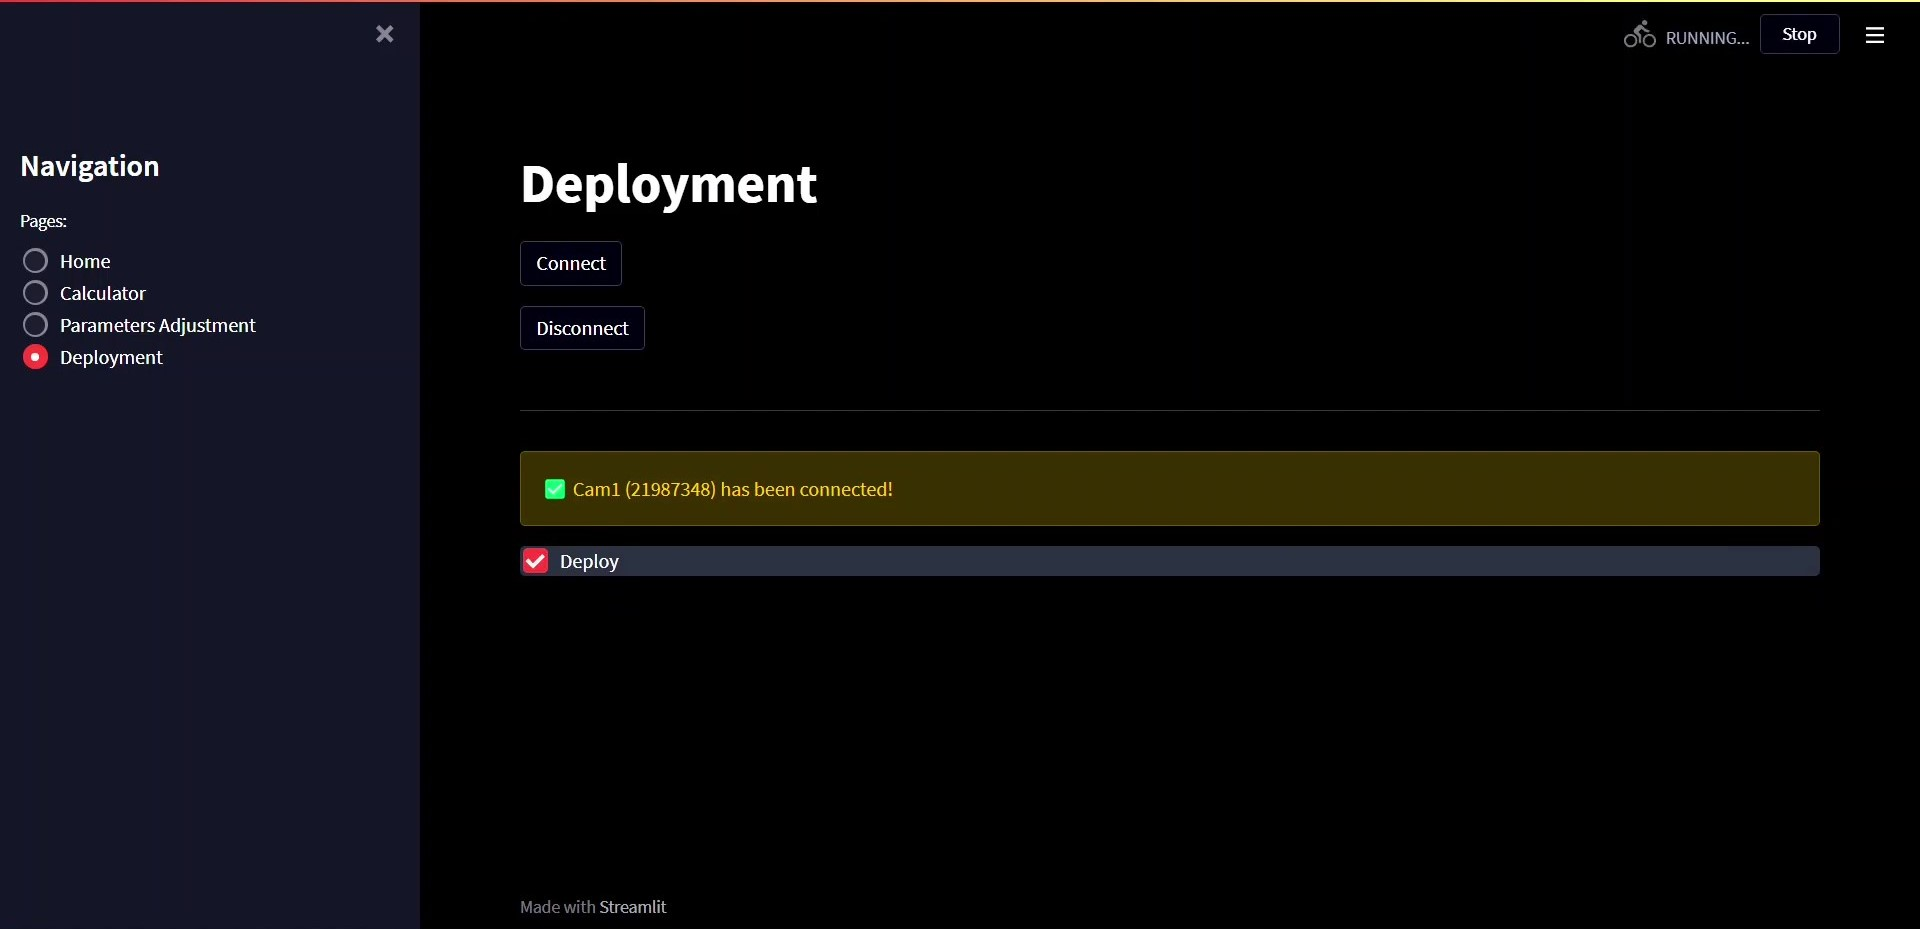 RUNNING...
Stop
Navigation
Pages:
Home
Calculator
Parameters Adjustment
Deployment
Deployment
Connect
Disconnect
Cam1 (21987348) has been connected!
Deploy
Made with Streamlit